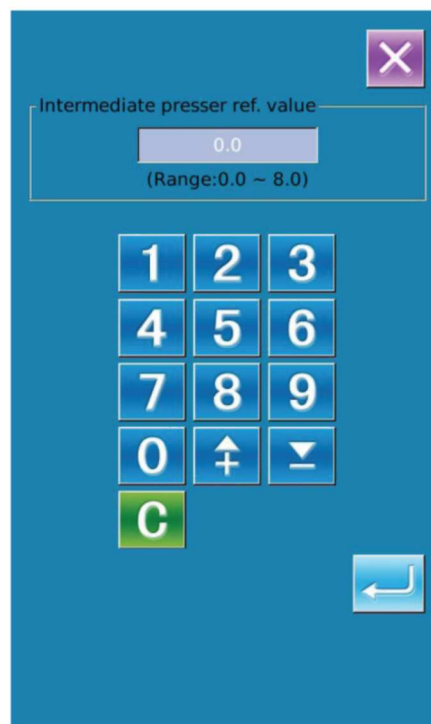 Intermediate presser ref. value
0.0
(Range:0.0 ~ 8.0)
1 2 3
4 5 6
7 8 9
0 + −
C